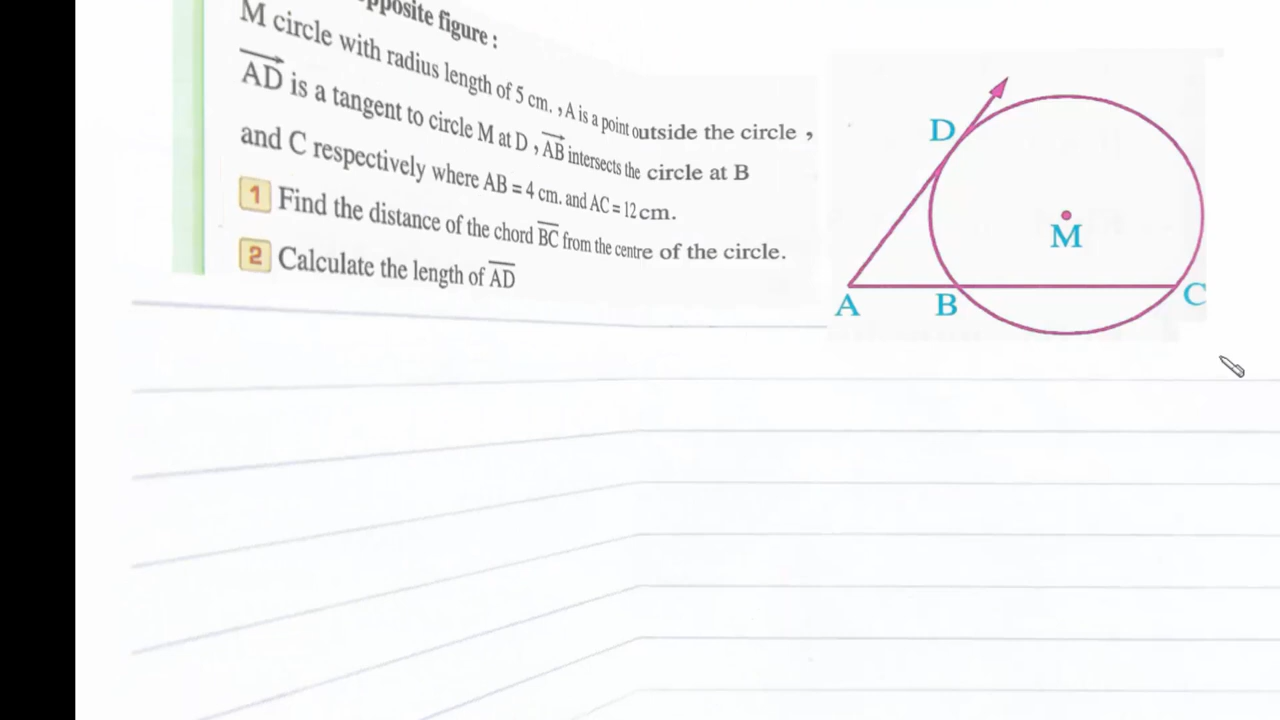 opposite figure :
M circle with radius length of 5 cm. , A is a point outside the circle ,
AD is a tangent to circle M at D , AB intersects the circle at B
and C respectively where AB = 4 cm. and AC = 12 cm.
1 Find the distance of the chord BC from the centre of the circle.
2 Calculate the length of AD
D
M
A
B
C